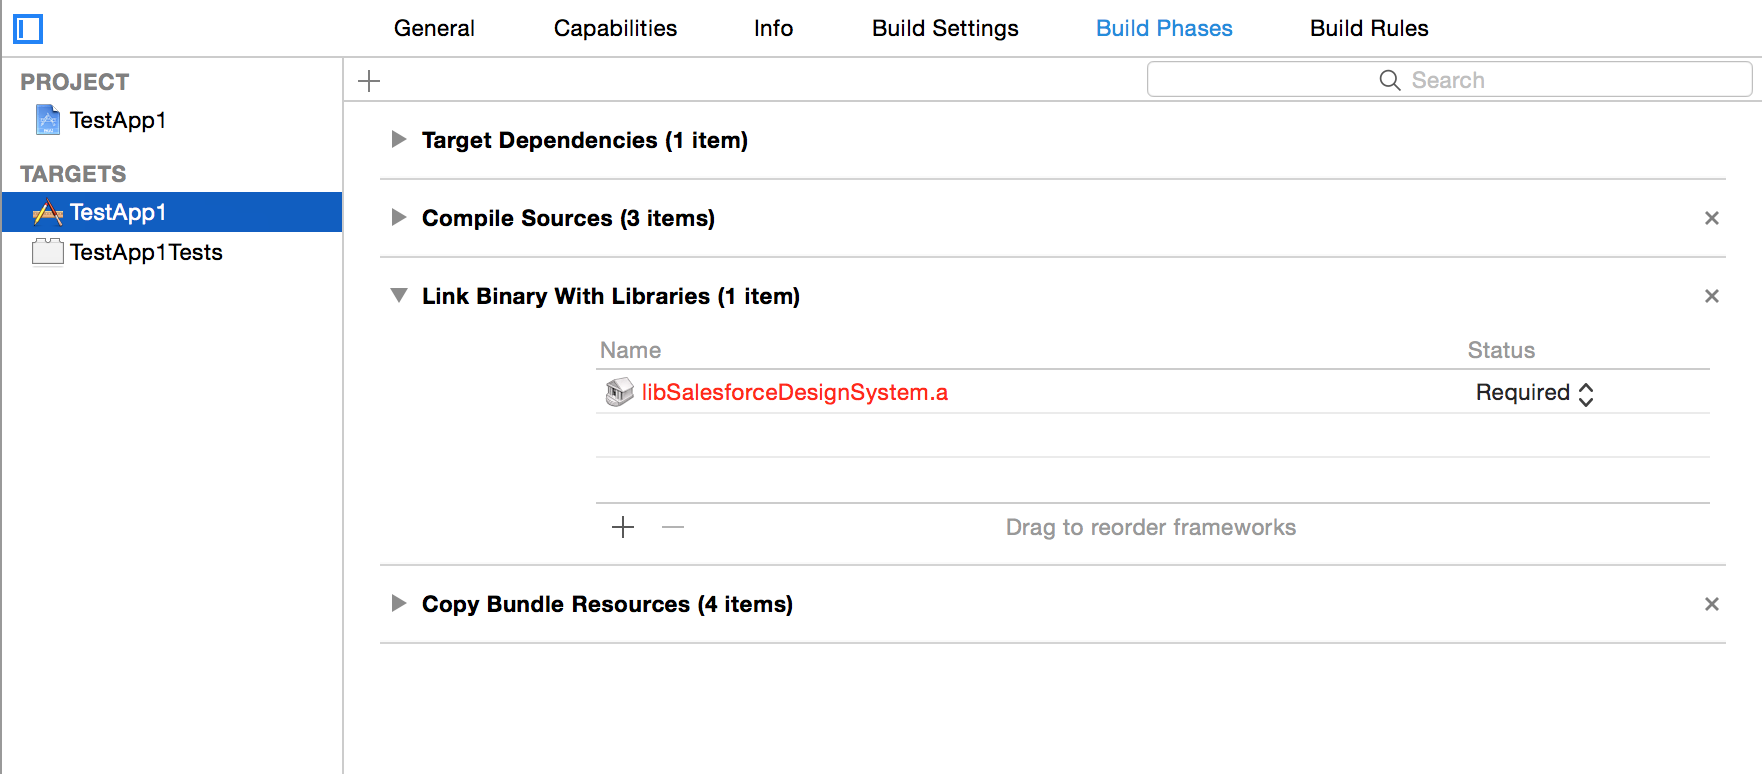 General Capabilities Info Build Settings Build Phases Build Rules
PROJECT
TestApp1
TARGETS
TestApp1
TestApp1Tests
Search
Target Dependencies (1 item)
Compile Sources (3 items)
Link Binary With Libraries (1 item)
Name Status
libSalesforceDesignSystem.a Required
Drag to reorder frameworks
Copy Bundle Resources (4 items)